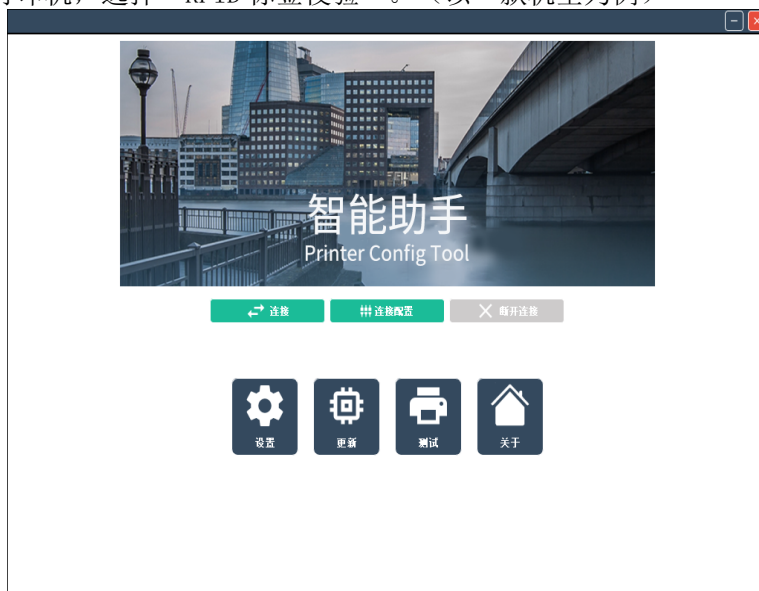 智能助手
Printer Config Tool
连接
连接配置
断开连接
设置
更新
测试
关于